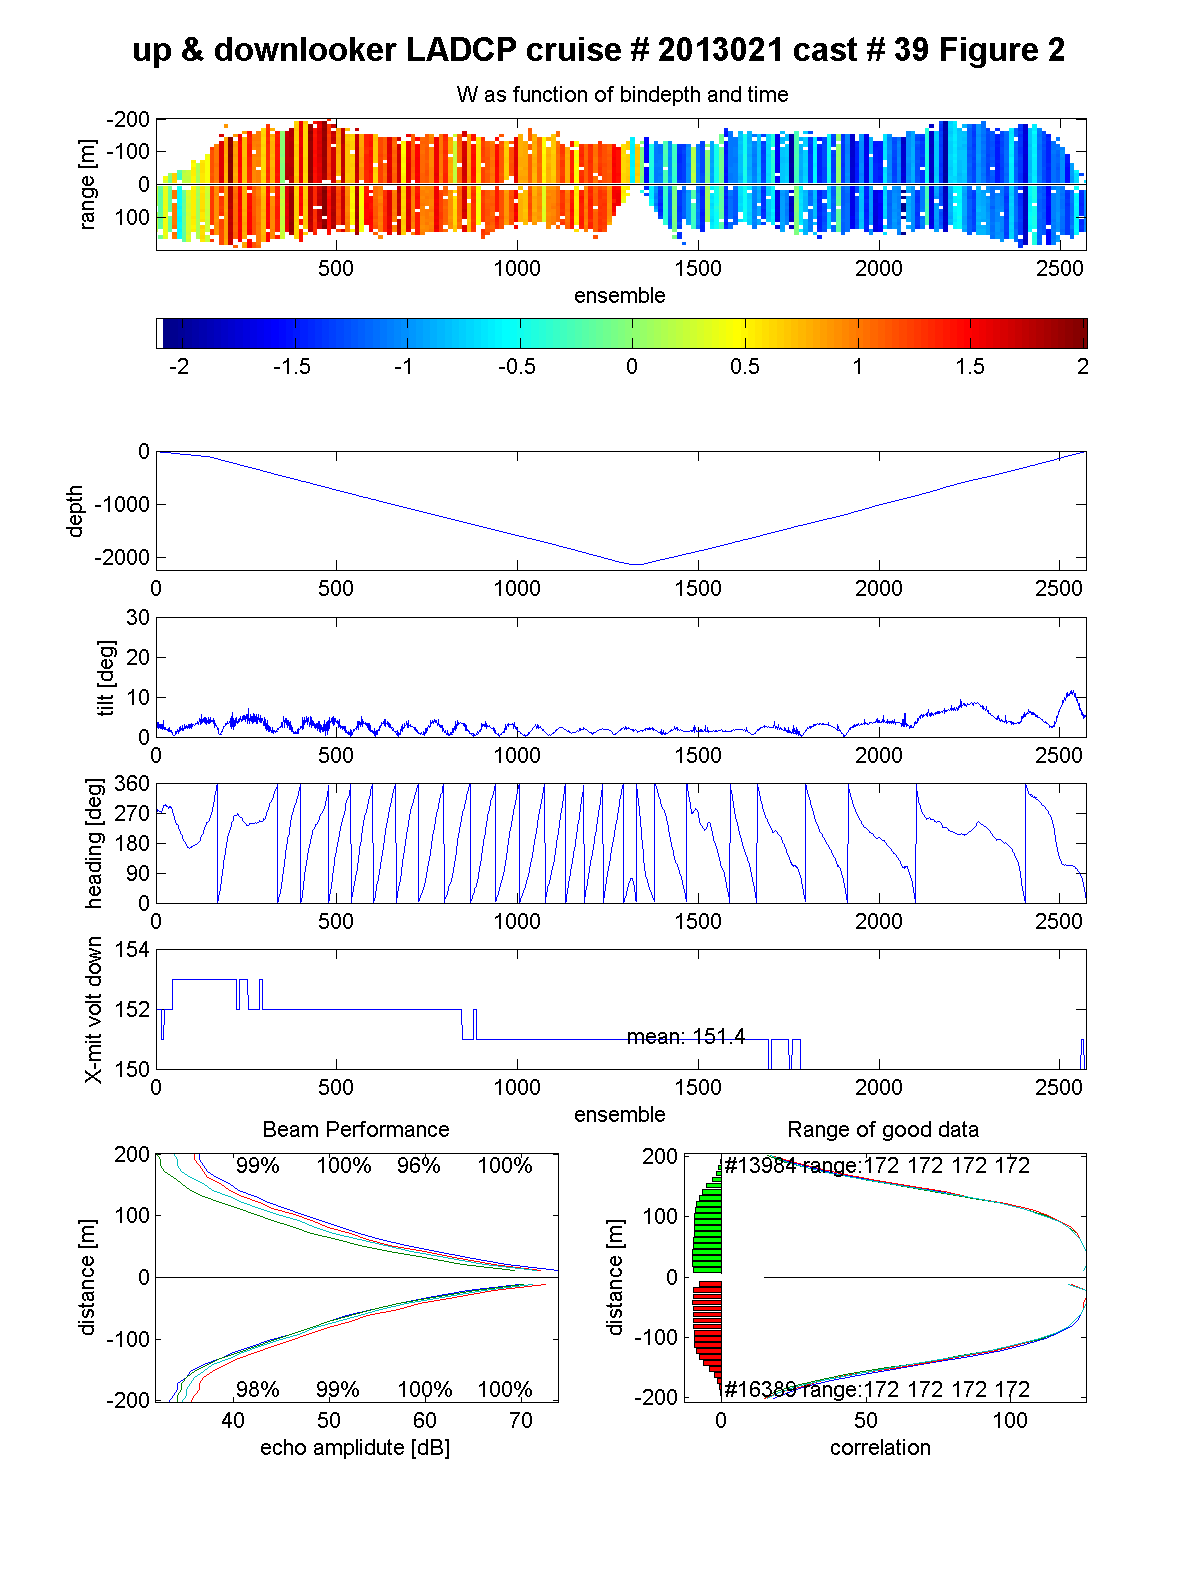 up & downlooker LADCP cruise # 2013021 cast # 39 Figure 2
W as function of bindepth and time
range [m]
-200
-100
0
100
500 1000 1500 2000 2500
ensemble
-2 -1.5 -1 -0.5 0 0.5 1 1.5 2
depth
0
-1000
-2000
0 500 1000 1500 2000 2500
tilt [deg]
30
20
10
0
0 500 1000 1500 2000 2500
heading [deg]
360
270
180
90
0
0 500 1000 1500 2000 2500
X-mit volt down
154
152
150
mean: 151.4
0 500 1000 1500 2000 2500
ensemble
Beam Performance
distance [m]
200
100
0
-100
-200
99% 100% 96% 100%
98% 99% 100% 100%
40 50 60 70
echo amplidute [dB]
Range of good data
distance [m]
200
100
0
-100
-200
#13984 range:172 172 172 172
#16389 range:172 172 172 172
0 50 100
correlation